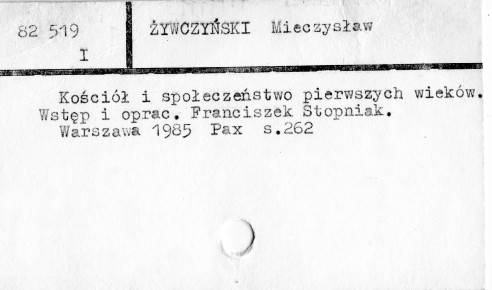 82 519
I
ŻYWCZYŃSKI Mieczysław
Kościół i społeczeństwo pierwszych wieków.
Wstęp i oprac. Franciszek Stopniak.
Warszawa 1985 Pax s.262